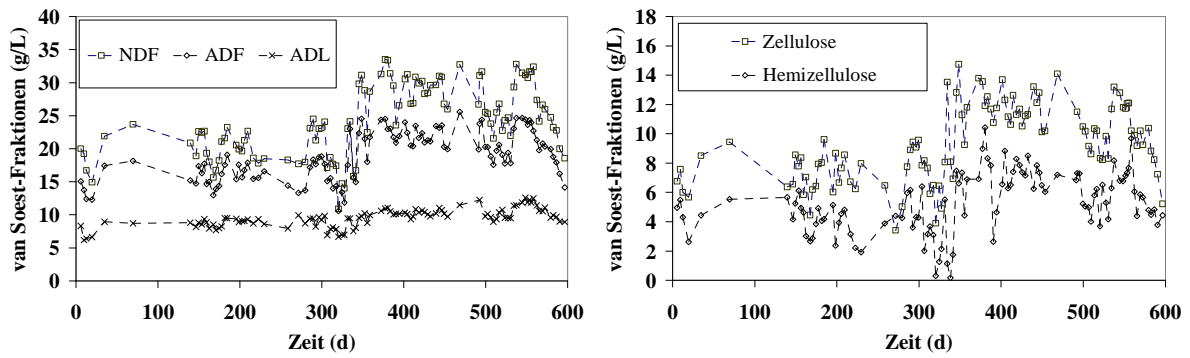 van Soest-Fraktionen (g/L)
40
35
30
25
20
15
10
5
0
NDF ADF ADL
0 100 200 300 400 500 600
Zeit (d)
van Soest-Fraktionen (g/L)
18
16
14
12
10
8
6
4
2
0
Zellulose
Hemizellulose
0 100 200 300 400 500 600
Zeit (d)